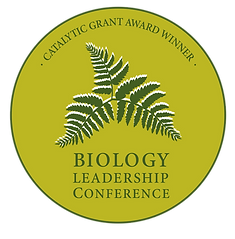 · CATALYTIC GRANT AWARD WINNER ·
BIOLOGY
LEADERSHIP
CONFERENCE